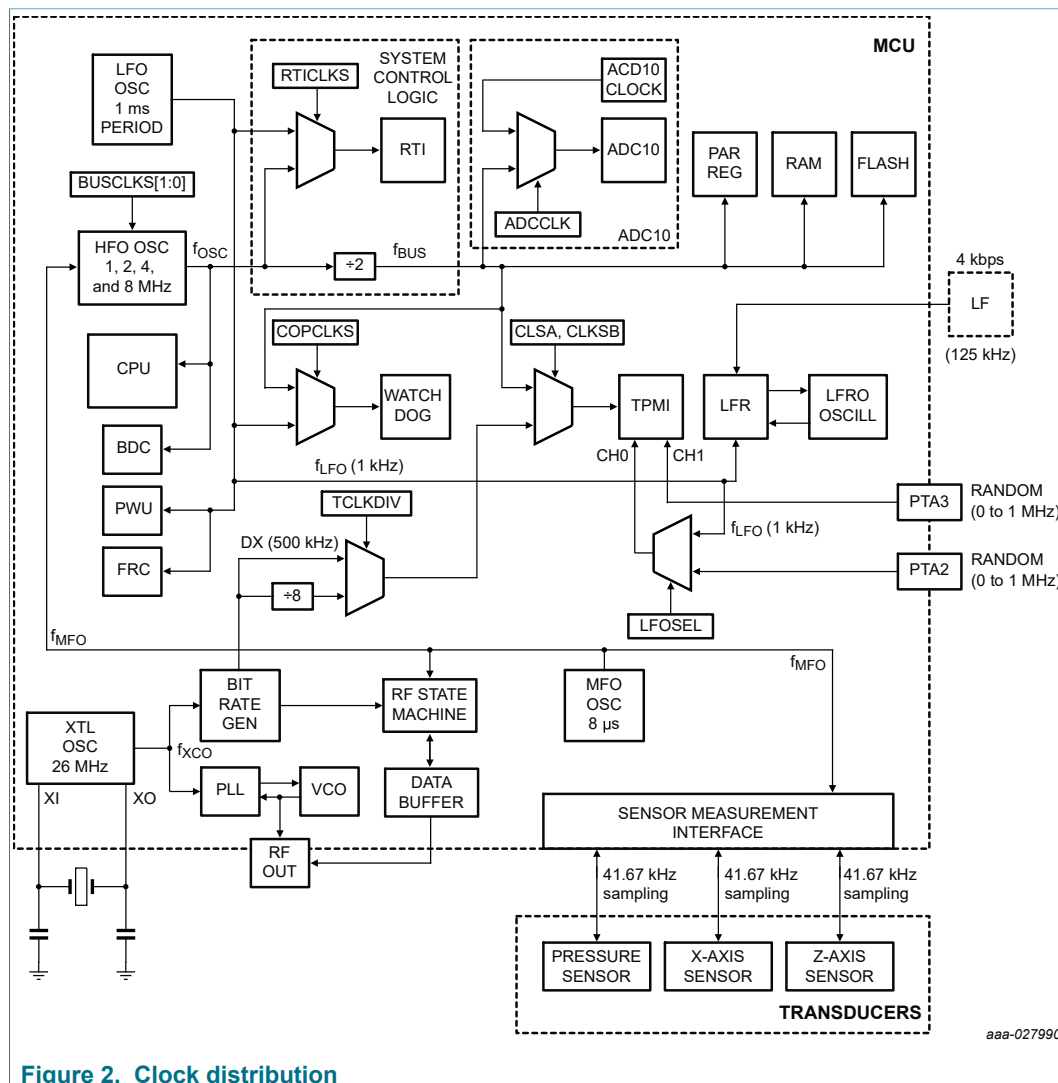 MCU
LFO
OSC
1 ms
PERIOD
RTICLKS
SYSTEM
CONTROL
LOGIC
RTI
ACD10
CLOCK
ADC10
ADCCLK
ADC10
PAR
REG
RAM
FLASH
BUSCLKS[1:0]
HFO OSC
1, 2, 4,
and 8 MHz
fOSC
÷2
fBUS
4 kbps
LF
(125 kHz)
CPU
COPCLKS
WATCH
DOG
CLSA, CLKSB
TPMI
LFR
LFRO
OSCILL
BDC
CH0
CH1
fLFO (1 kHz)
PWU
TCLKDIV
PTA3
RANDOM
(0 to 1 MHz)
fLFO (1 kHz)
FRC
DX (500 kHz)
÷8
PTA2
RANDOM
(0 to 1 MHz)
LFOSEL
fMFO
fMFO
BIT
RATE
GEN
RF STATE
MACHINE
MFO
OSC
8 μs
XTL
OSC
26 MHz
fXCO
XI
XO
PLL
VCO
DATA
BUFFER
SENSOR MEASUREMENT
INTERFACE
RF
OUT
41.67 kHz
sampling
41.67 kHz
sampling
41.67 kHz
sampling
PRESSURE
SENSOR
X-AXIS
SENSOR
Z-AXIS
SENSOR
TRANSDUCERS
aaa-027990
Figure 2. Clock distribution